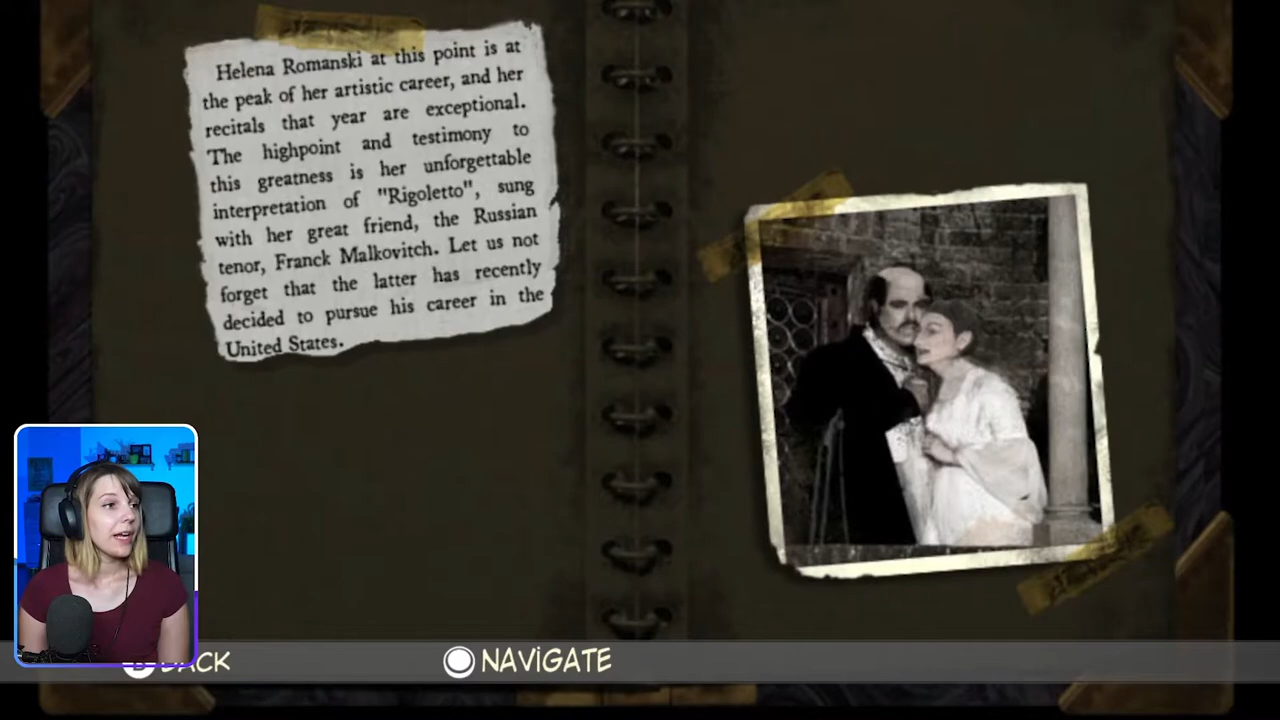 Helena Romanski at this point is at
the peak of her artistic career, and her
recitals that year are exceptional.
The highpoint and testimony to
this greatness is her unforgettable
interpretation of "Rigoletto", sung
with her great friend, the Russian
tenor, Franck Malkovitch. Let us not
forget that the latter has recently
decided to pursue his career in the
United States.
BACK
NAVIGATE